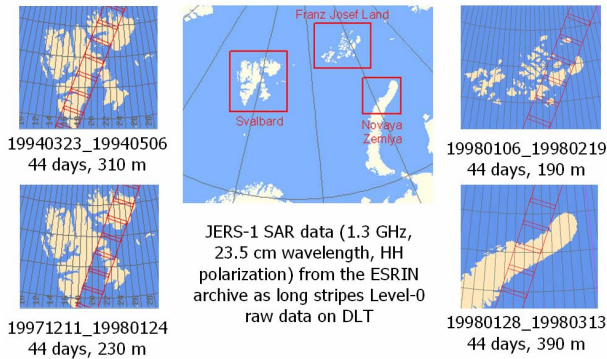 Franz Josef Land
Svalbard
Novaya
Zemlya
19940323_19940506
44 days, 310 m
19980106_19980219
44 days, 190 m
JERS-1 SAR data (1.3 GHz,
23.5 cm wavelength, HH
polarization) from the ESRIN
archive as long stripes Level-0
raw data on DLT
19971211_19980124
44 days, 230 m
19980128_19980313
44 days, 390 m